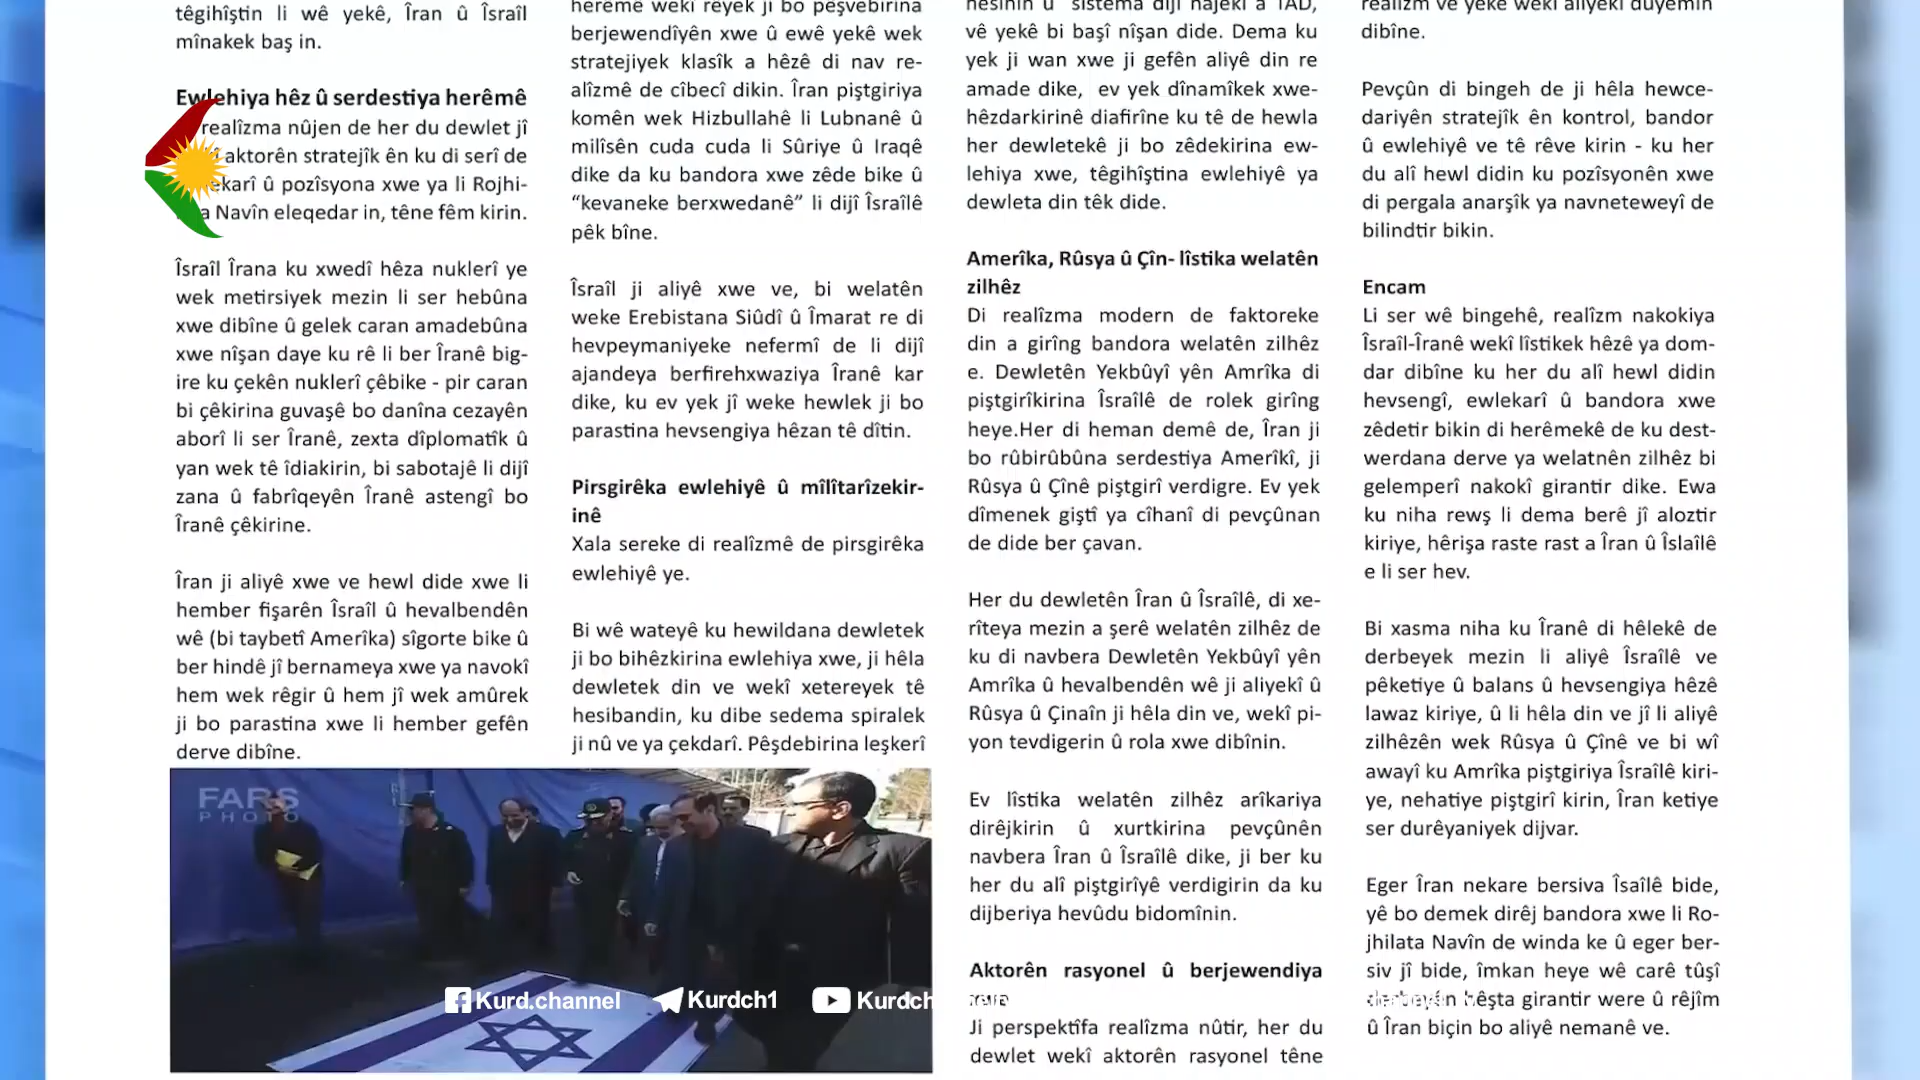 têgihîştin li wê yekê, Îran û Îsraîl
mînakek baş in.
Ewlehiya hêz û serdestiya herêmê
realîzma nûjen de her du dewlet jî
aktorên stratejîk ên ku di serî de
û pozîsyona xwe ya li Rojhi-
Navîn eleqedar in, têne fêm kirin.
Îsraîl Îrana ku xwedî hêza nuklerî ye
wek metirsiyek mezin li ser hebûna
xwe dibîne û gelek caran amadebûna
xwe nîşan daye ku rê li ber Îranê big-
ire ku çekên nuklerî çêbike - pir caran
bi çêkirina guvaşê bo danîna cezayên
aborî li ser Îranê, zexta dîplomatîk û
yan wek tê îdiakirin, bi sabotajê li dijî
zana û fabrîqeyên Îranê astengî bo
Îranê çêkirine.
Îran ji aliyê xwe ve hewl dide xwe li
hember fişarên Îsraîl û hevalbendên
wê (bi taybetî Amerîka) sîgorte bike û
ber hindê jî bernameya xwe ya navokî
hem wek rêgir û hem jî wek amûrek
ji bo parastina xwe li hember gefên
derve dibîne.
herêmê wekî rêyek ji bo pêşvebirina
berjewendîyên xwe û ewê yekê wek
stratejiyek klasîk a hêzê di nav re-
alîzmê de cîbecî dikin. Îran piştgiriya
komên wek Hizbullahê li Lubnanê û
milîsên cuda cuda li Sûriye û Iraqê
dike da ku bandora xwe zêde bike û
“kevaneke berxwedanê” li dijî Îsraîlê
pêk bîne.
Îsraîl ji aliyê xwe ve, bi welatên
weke Erebistana Siûdî û Îmarat re di
hevpeymaniyeke nefermî de li dijî
ajandeya berfirehxwaziya Îranê kar
dike, ku ev yek jî weke hewlek ji bo
parastina hevsengiya hêzan tê dîtin.
Pirsgirêka ewlehiyê û mîlîtarîzekir-
inê
Xala sereke di realîzmê de pirsgirêka
ewlehiyê ye.
Bi wê wateyê ku hewildana dewletek
ji bo bihêzkirina ewlehiya xwe, ji hêla
dewletek din ve wekî xetereyek tê
hesibandin, ku dibe sedema spiralek
ji nû ve ya çekdarî. Pêşdebirina leşkerî
FARS
PHOTO
hesinîn û sîstema dijî hajekî a TAD,
vê yekê bi başî nîşan dide. Dema ku
yek ji wan xwe ji gefên aliyê din re
amade dike, ev yek dînamîkek xwe-
hêzdarkirinê diafirîne ku tê de hewla
her dewletekê ji bo zêdekirina ew-
lehiya xwe, têgihîştina ewlehiyê ya
dewleta din têk dide.
Amerîka, Rûsya û Çîn- lîstika welatên
zilhêz
Di realîzma modern de faktoreke
din a girîng bandora welatên zilhêz
e. Dewletên Yekbûyî yên Amrîka di
piştgirîkirina Îsraîlê de rolek girîng
heye.Her di heman demê de, Îran ji
bo rûbirûbûna serdestiya Amerîkî, ji
Rûsya û Çînê piştgirî verdigre. Ev yek
dîmenek giştî ya cîhanî di pevçûnan
de dide ber çavan.
Her du dewletên Îran û Îsraîlê, di xe-
rîteya mezin a şerê welatên zilhêz de
ku di navbera Dewletên Yekbûyî yên
Amrîka û hevalbendên wê ji aliyekî û
Rûsya û Çinaîn ji hêla din ve, wekî pi-
yon tevdigerin û rola xwe dibînin.
Ev lîstika welatên zilhêz arîkariya
dirêjkirin û xurtkirina pevçûnên
navbera Îran û Îsraîlê dike, ji ber ku
her du alî piştgirîyê verdigirin da ku
dijberiya hevûdu bidomînin.
Aktorên rasyonel û berjewendiya
Ji perspektîfa realîzma nûtir, her du
dewlet wekî aktorên rasyonel têne
realîzm vê yekê wekî aliyekî duyemîn
dibîne.
Pevçûn di bingeh de ji hêla hewce-
dariyên stratejîk ên kontrol, bandor
û ewlehiyê ve tê rêve kirin - ku her
du alî hewl didin ku pozîsyonên xwe
di pergala anarşîk ya navneteweyî de
bilindtir bikin.
Encam
Li ser wê bingehê, realîzm nakokiya
Îsraîl-Îranê wekî lîstikek hêzê ya dom-
dar dibîne ku her du alî hewl didin
hevsengî, ewlekarî û bandora xwe
zêdetir bikin di herêmekê de ku dest-
werdana derve ya welatnên zilhêz bi
gelemperî nakokî girantir dike. Ewa
ku niha rewş li dema berê jî aloztir
kiriye, hêrişa raste rast a Îran û Îslaîlê
e li ser hev.
Bi xasma niha ku Îranê di hêlekê de
derbeyek mezin li aliyê Îsraîlê ve
pêketiye û balans û hevsengiya hêzê
lawaz kiriye, û li hêla din ve jî li aliyê
zilhêzên wek Rûsya û Çînê ve bi wî
awayî ku Amrîka piştgiriya Îsraîlê kiri-
ye, nehatiye piştgirî kirin, Îran ketiye
ser durêyaniyek dijvar.
Eger Îran nekare bersiva Îsaîlê bide,
yê bo demek dirêj bandora xwe li Ro-
jhilata Navîn de winda ke û eger ber-
siv jî bide, îmkan heye wê carê tûşî
hêşta girantir were û rêjîm
û Îran biçin bo aliyê nemanê ve.
Kurd.channel Kurdch1